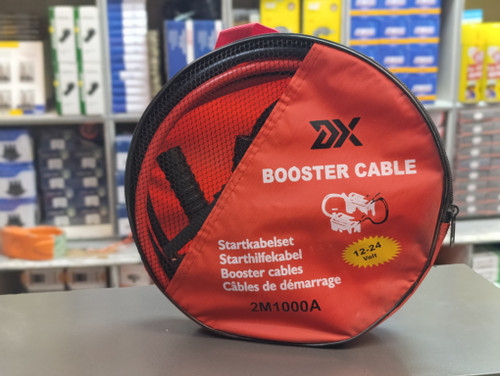 DX
BOOSTER CABLE
12-24
Volt
Startkabelset
Starthilfekabel
Booster cables
Câbles de démarrage
2M1000A